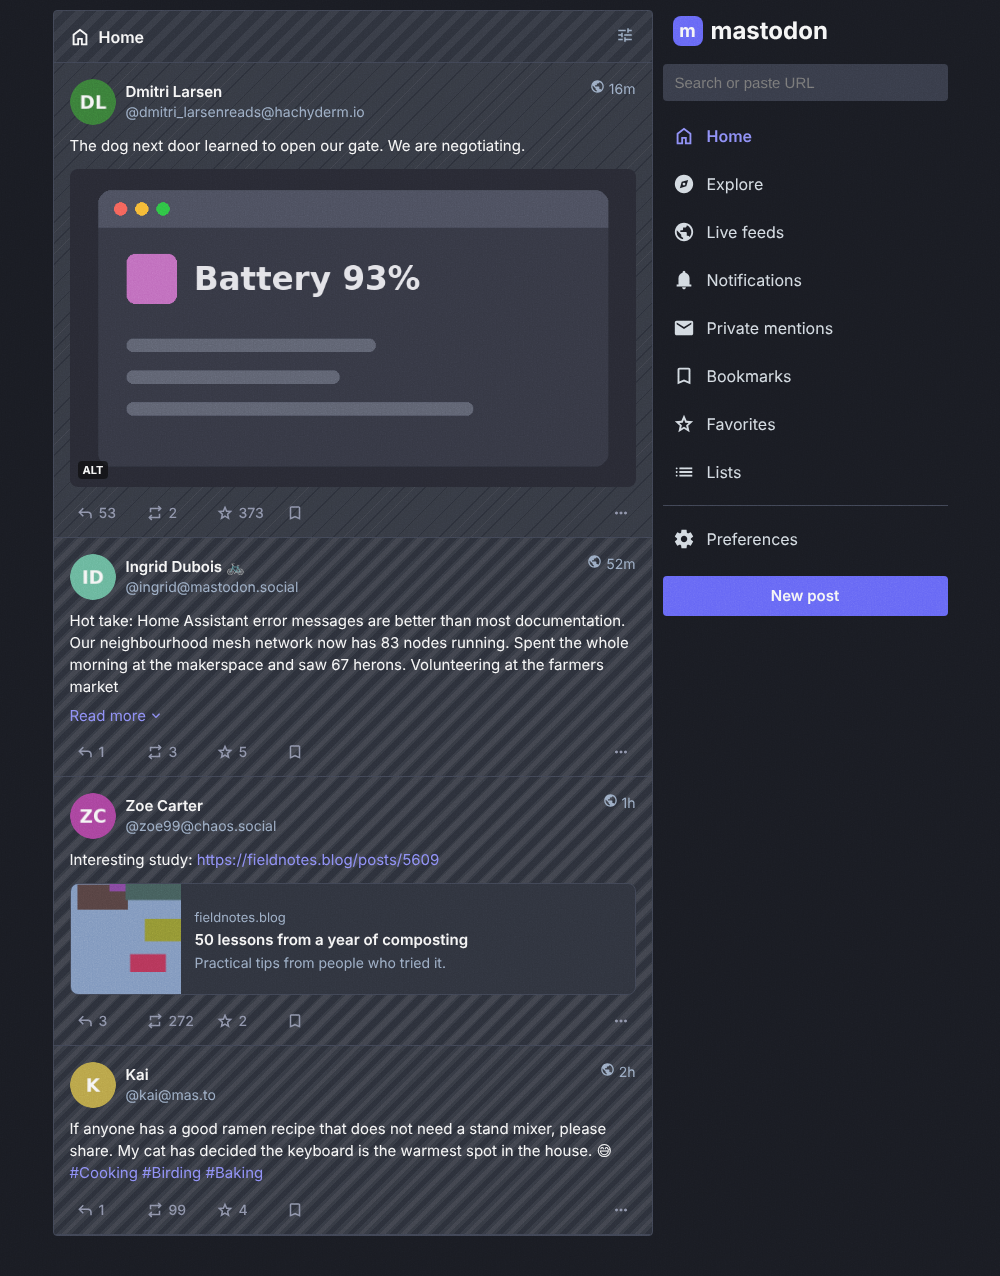 Home
Dmitri Larsen
16m
@dmitri_larsenreads@hachyderm.io
The dog next door learned to open our gate. We are negotiating.
Battery 93%
ALT
53 2 373
Ingrid Dubois 🚲
52m
@ingrid@mastodon.social
Hot take: Home Assistant error messages are better than most documentation.
Our neighbourhood mesh network now has 83 nodes running. Spent the whole
morning at the makerspace and saw 67 herons. Volunteering at the farmers
market
Read more
1 3 5
Zoe Carter
1h
@zoe99@chaos.social
Interesting study: https://fieldnotes.blog/posts/5609
fieldnotes.blog
50 lessons from a year of composting
Practical tips from people who tried it.
3 272 2
Kai
2h
@kai@mas.to
If anyone has a good ramen recipe that does not need a stand mixer, please
share. My cat has decided the keyboard is the warmest spot in the house. 😅
#Cooking #Birding #Baking
1 99 4
mastodon
Search or paste URL
Home
Explore
Live feeds
Notifications
Private mentions
Bookmarks
Favorites
Lists
Preferences
New post
DL
ID
ZC
K
m